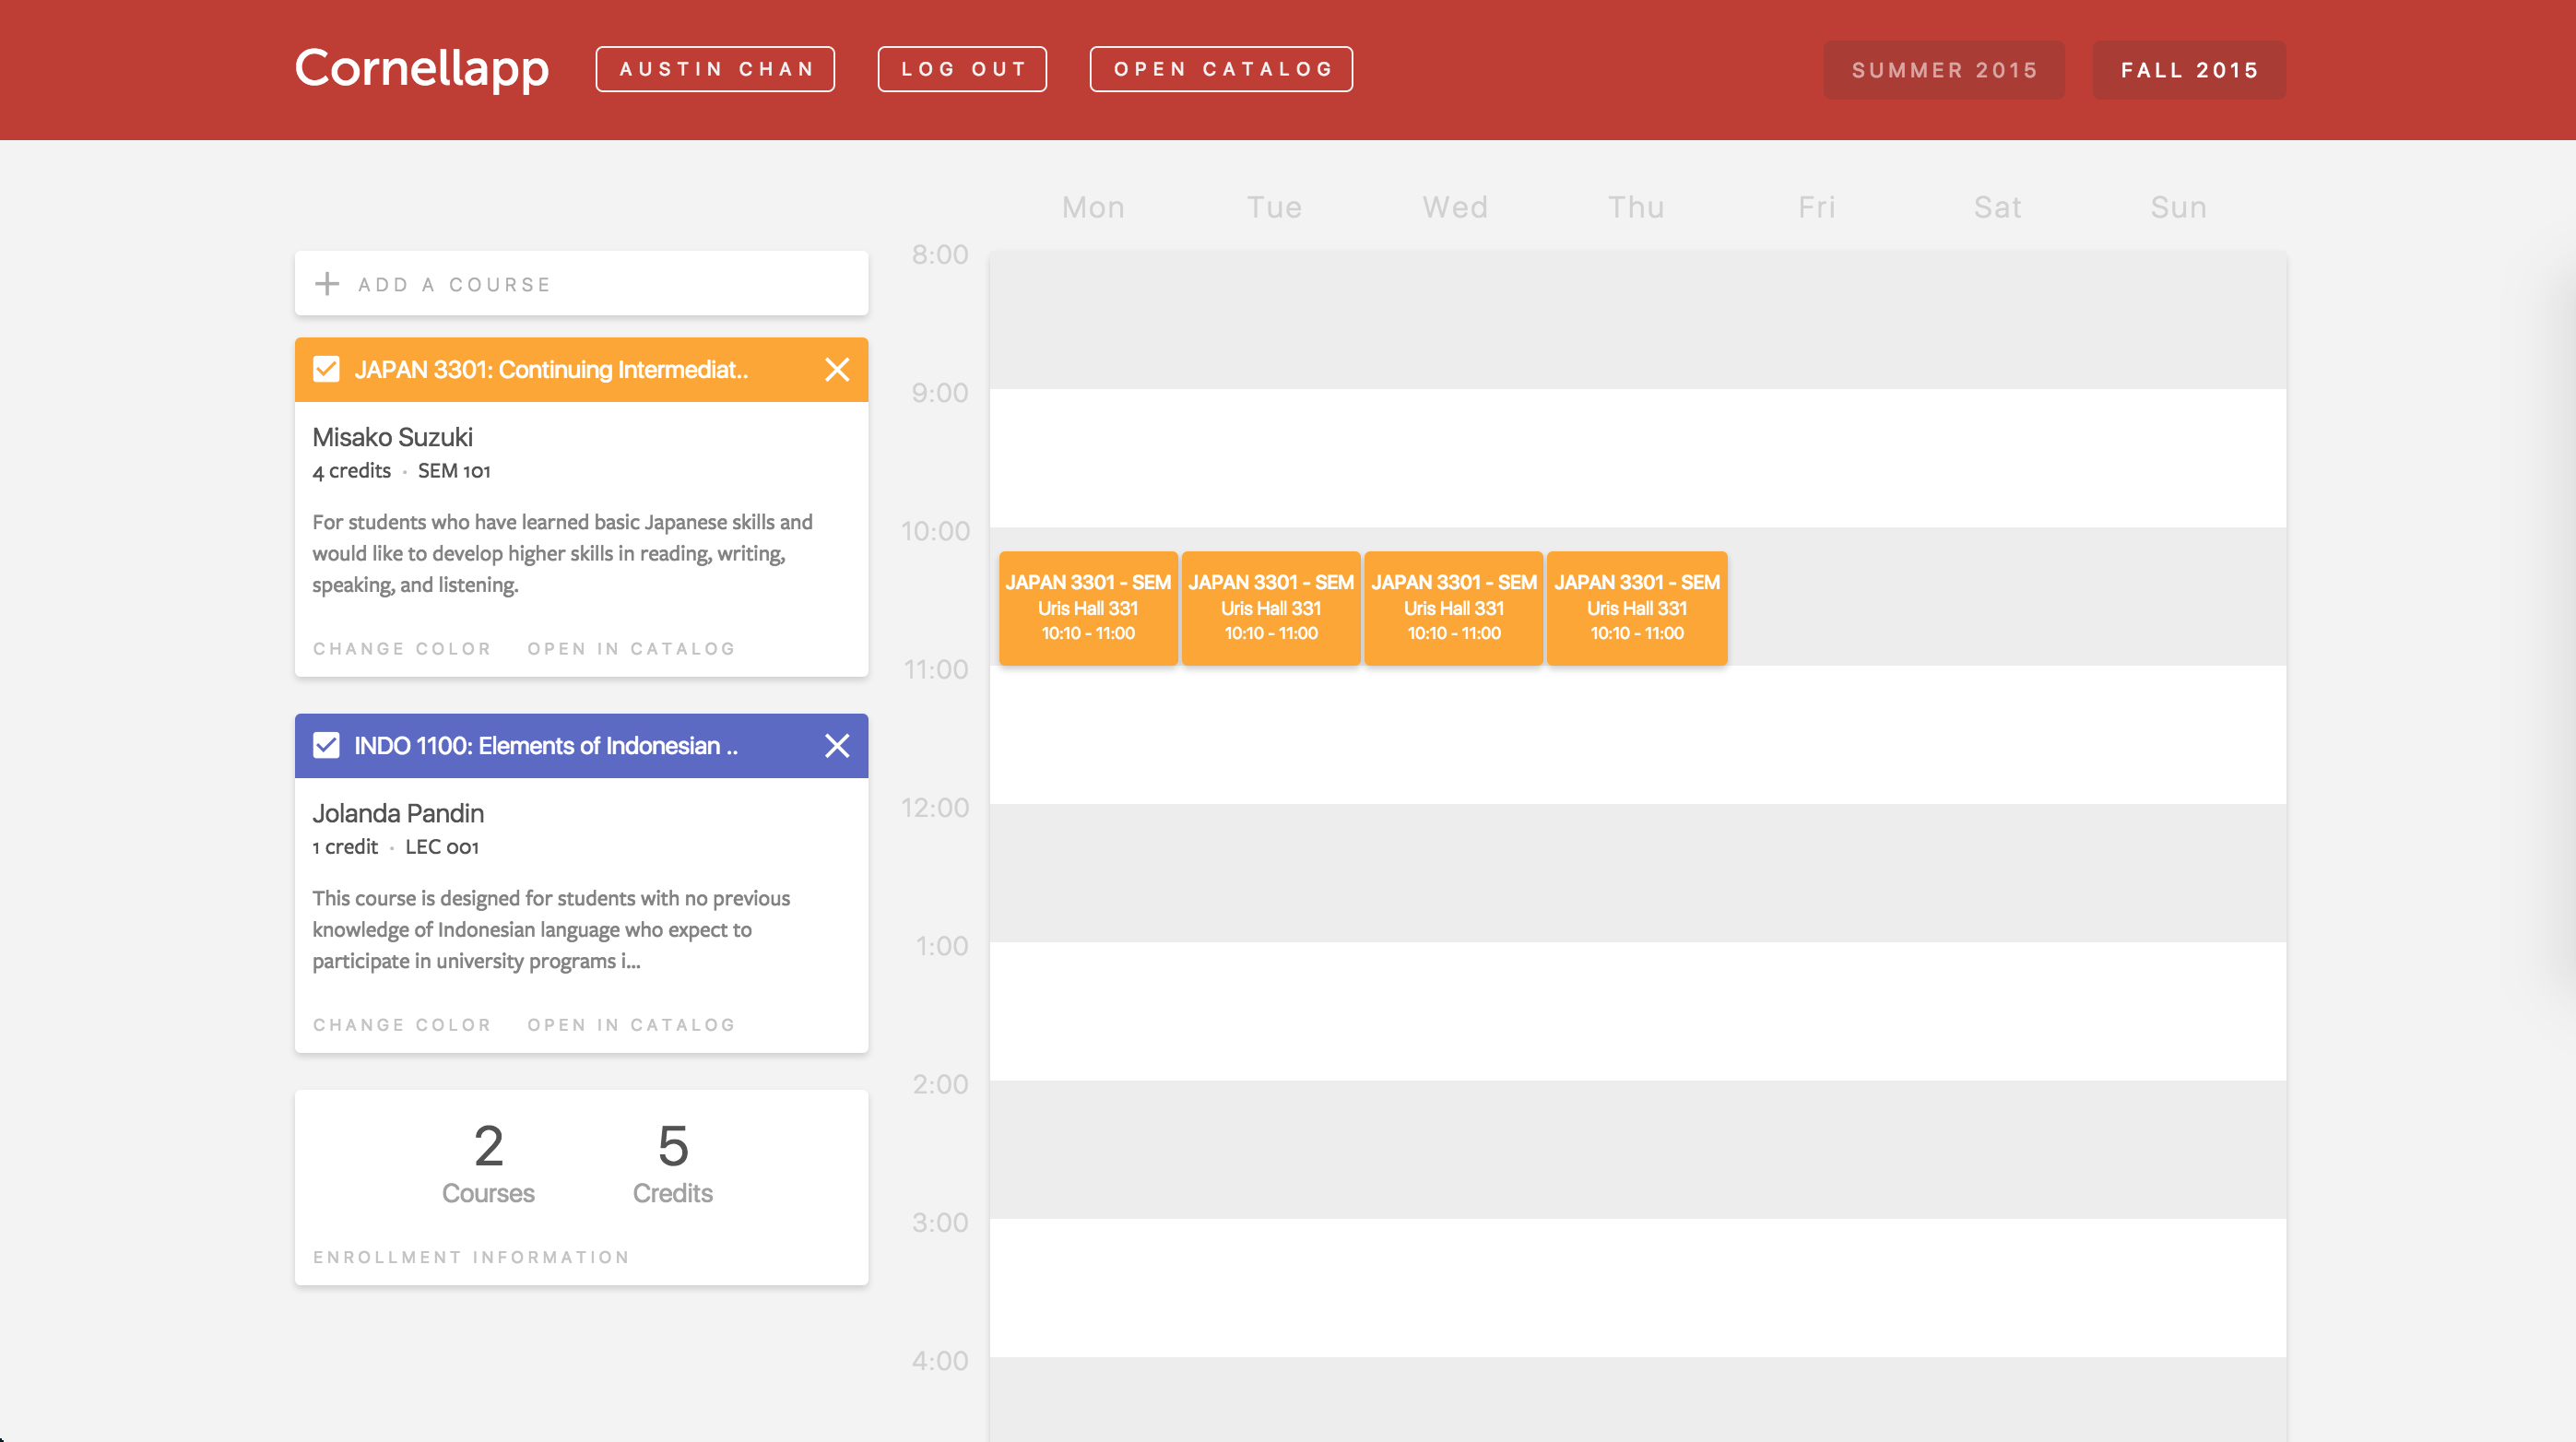 Cornellapp
AUSTIN CHAN
LOG OUT
OPEN CATALOG
SUMMER 2015
FALL 2015
ADD A COURSE
JAPAN 3301: Continuing Intermediat..
Misako Suzuki
4 credits · SEM 101
For students who have learned basic Japanese skills and
would like to develop higher skills in reading, writing,
speaking, and listening.
CHANGE COLOR
OPEN IN CATALOG
INDO 1100: Elements of Indonesian ..
Jolanda Pandin
1 credit · LEC 001
This course is designed for students with no previous
knowledge of Indonesian language who expect to
participate in university programs i...
CHANGE COLOR
OPEN IN CATALOG
2
Courses
5
Credits
ENROLLMENT INFORMATION
Mon
Tue
Wed
Thu
Fri
Sat
Sun
8:00
9:00
10:00
JAPAN 3301 - SEM
Uris Hall 331
10:10 - 11:00
JAPAN 3301 - SEM
Uris Hall 331
10:10 - 11:00
JAPAN 3301 - SEM
Uris Hall 331
10:10 - 11:00
JAPAN 3301 - SEM
Uris Hall 331
10:10 - 11:00
11:00
12:00
1:00
2:00
3:00
4:00